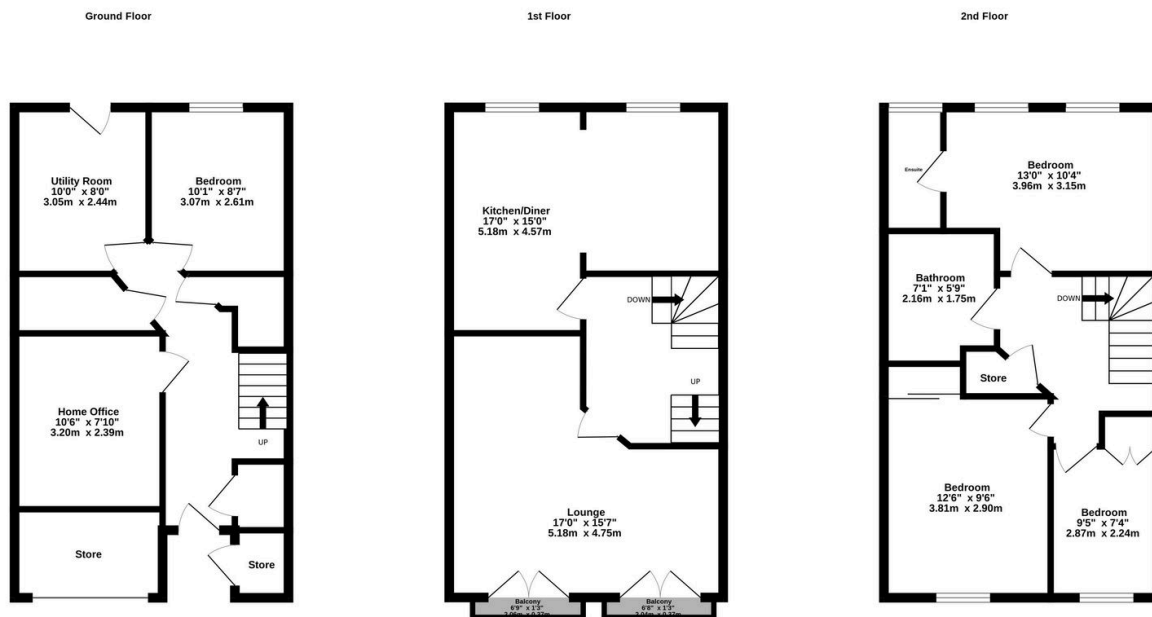 Ground Floor
Utility Room
10'0" x 8'0"
3.05m x 2.44m
Bedroom
10'1" x 8'7"
3.07m x 2.61m
Home Office
10'6" x 7'10"
3.20m x 2.39m
UP
Store
Store
1st Floor
Kitchen/Diner
17'0" x 15'0"
5.18m x 4.57m
DOWN
UP
Lounge
17'0" x 15'7"
5.18m x 4.75m
Balcony
6'9" x 1'3"
Balcony
6'8" x 1'3"
2nd Floor
Ensuite
Bedroom
13'0" x 10'4"
3.96m x 3.15m
Bathroom
7'1" x 5'9"
2.16m x 1.75m
DOWN
Store
Bedroom
12'6" x 9'6"
3.81m x 2.90m
Bedroom
9'5" x 7'4"
2.87m x 2.24m